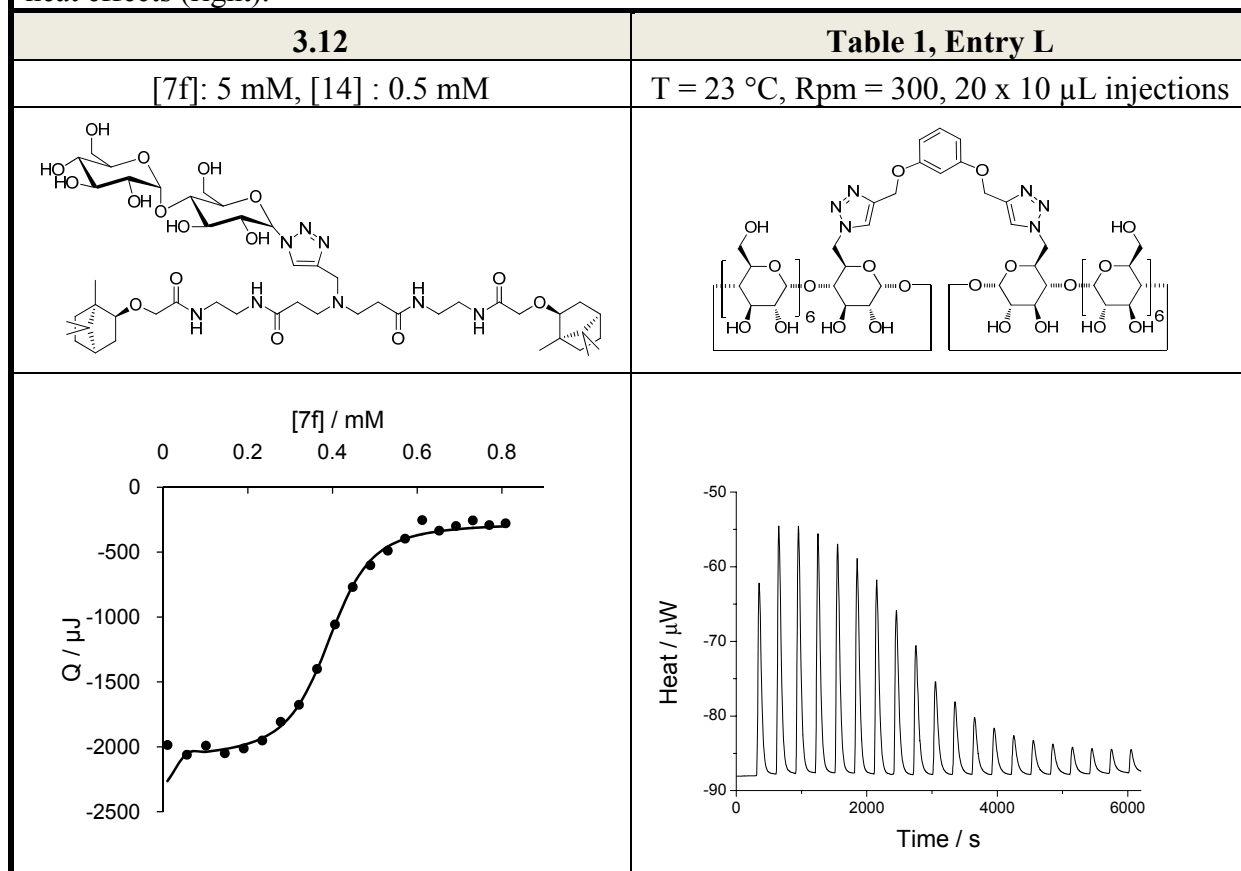 heat effects (right).
3.12
Table 1, Entry L
[7f]: 5 mM, [14] : 0.5 mM
T = 23 °C, Rpm = 300, 20 x 10 µL injections
OH
O
HO
HO
OH
OH
O
O
HO
OH
N
N
N
O
O
N
H
H
N
O
N
O
H
N
N
H
O
O
O
O
N
N
N
N
N
N
OH
O
HO
OH
6
O
O
HO
OH
O
O
O
HO
OH
O
OH
O
HO
OH
6
[7f] / mM
0 0.2 0.4 0.6 0.8
0
-500
-1000
-1500
-2000
-2500
Q / µJ
-50
-60
-70
-80
-90
Heat / µW
0 2000 4000 6000
Time / s